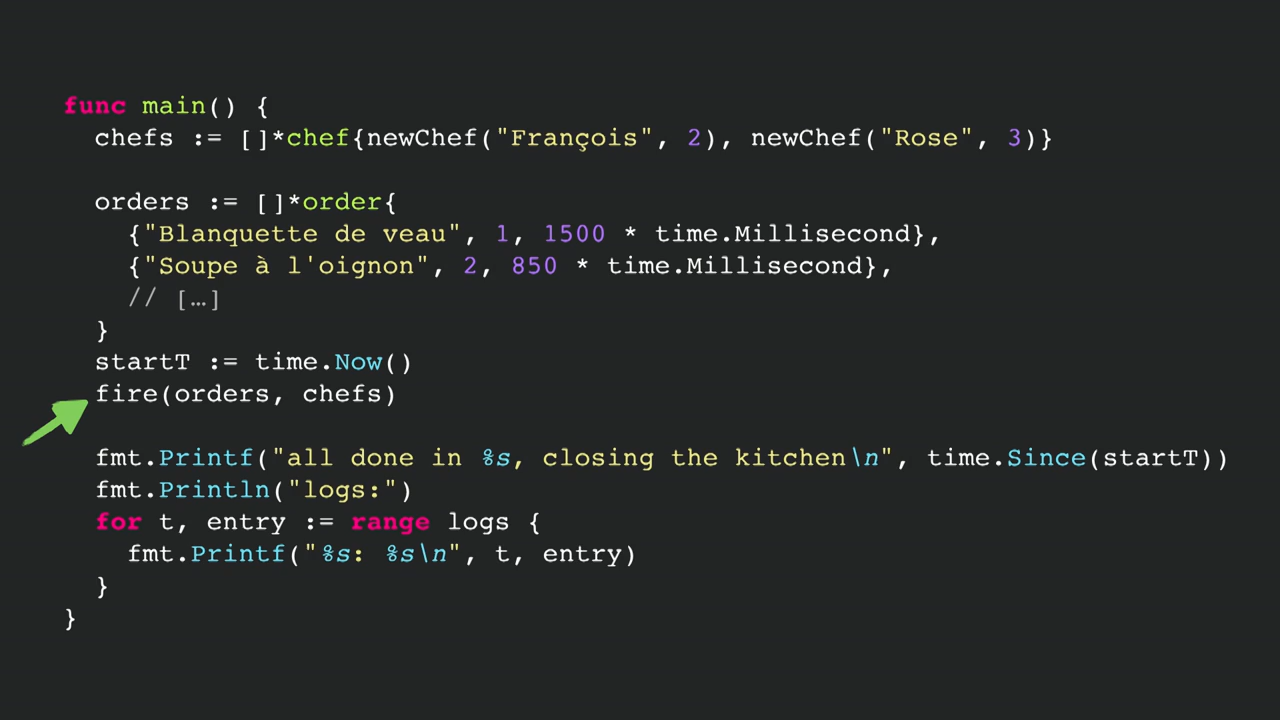 func main() {
chefs := []*chef{newChef("François", 2), newChef("Rose", 3)}
orders := []*order{
{"Blanquette de veau", 1, 1500 * time.Millisecond},
{"Soupe à l'oignon", 2, 850 * time.Millisecond},
// […]
}
startT := time.Now()
fire(orders, chefs)
fmt.Printf("all done in %s, closing the kitchen\n", time.Since(startT))
fmt.Println("logs:")
for t, entry := range logs {
fmt.Printf("%s: %s\n", t, entry)
}
}